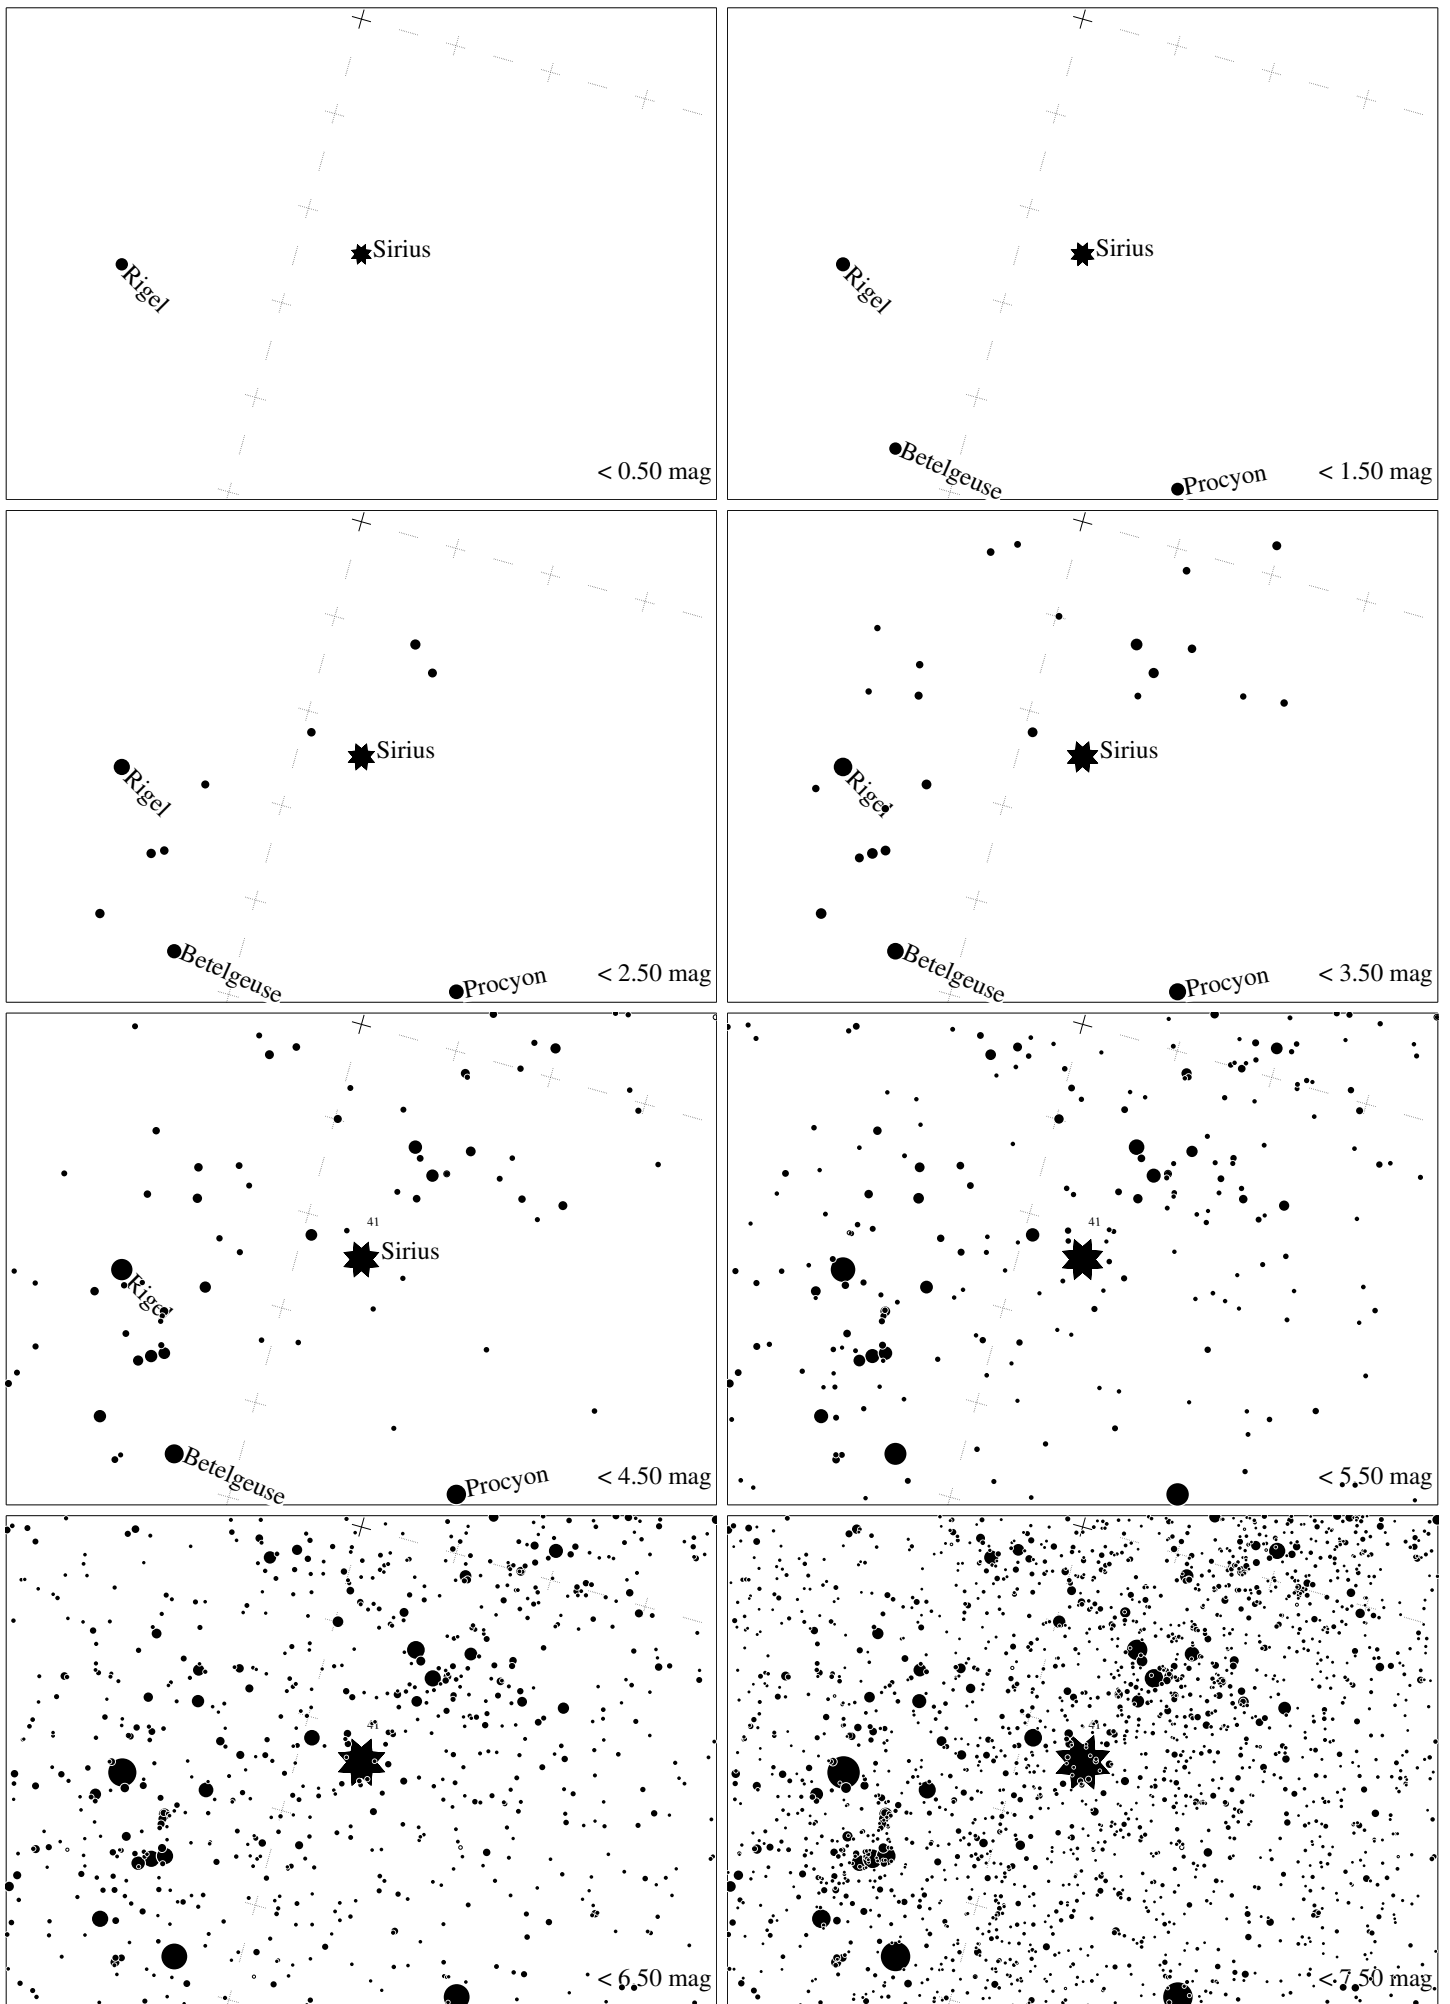 Sirius
Rigel
< 0.50 mag
Sirius
Rigel
Betelgeuse
Procyon
< 1.50 mag
Sirius
Rigel
Betelgeuse
Procyon
< 2.50 mag
Sirius
Rigel
Betelgeuse
Procyon
< 3.50 mag
41
Sirius
Rigel
Betelgeuse
Procyon
< 4.50 mag
41
< 5.50 mag
41
< 6.50 mag
41
< 7.50 mag